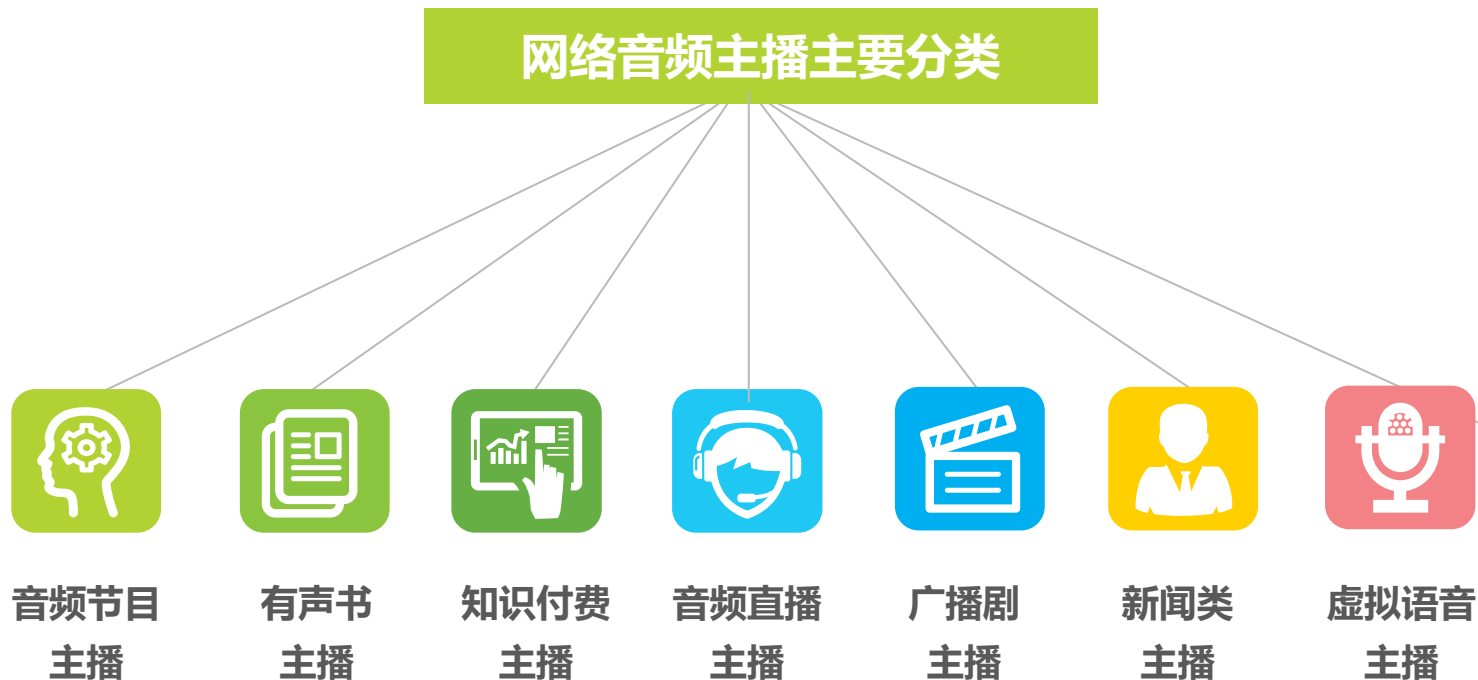 网络音频主播主要分类
音频节目
主播
有声书
主播
知识付费
主播
音频直播
主播
广播剧
主播
新闻类
主播
虚拟语音
主播